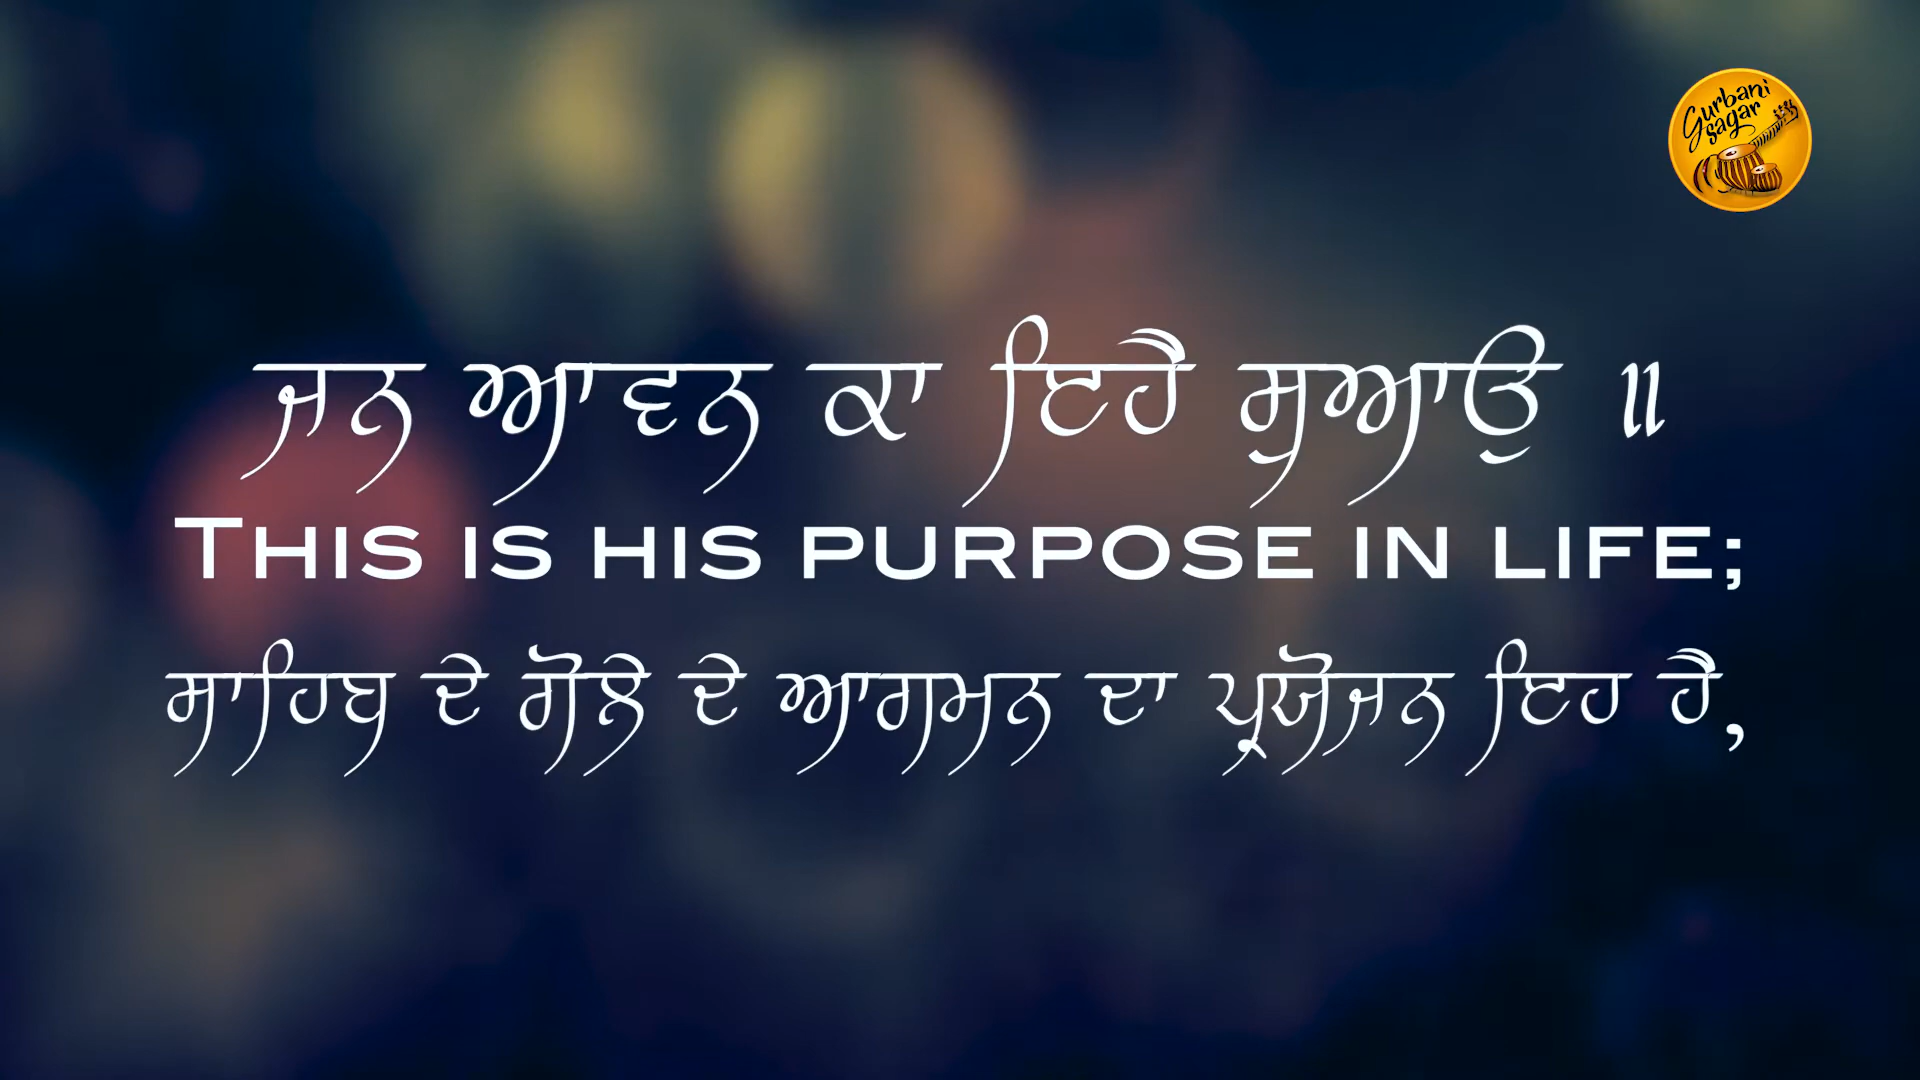 Gurbani
sagar
ਜਨ ਆਵਨ ਕਾ ਇਹੈ ਸੁਆਉ ॥
THIS IS HIS PURPOSE IN LIFE;
ਸਾਹਿਬ ਦੇ ਗੋਲੇ ਦੇ ਆਗਮਨ ਦਾ ਪ੍ਰਯੋਜਨ ਇਹ ਹੈ,